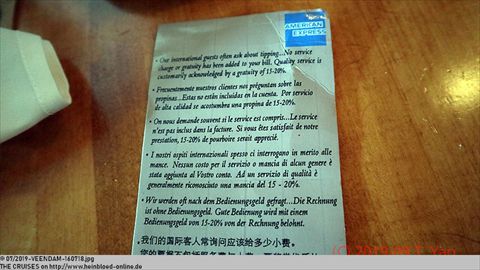 AMERICAN
EXPRESS
• Our international guests often ask about tipping...No service
charge or gratuity has been added to your bill. Quality service is
customarily acknowledged by a gratuity of 15-20%.
• Frecuentemente nuestros clientes nos préguntan sobre las
propinas...Estas no están incluidas en la cuenta. Por servicio
de alta calidad se acostumbra una propina de 15-20%.
• On nous demande souvent si le service est compris...Le service
n'est pas inclus dans la facture. Si vous êtes satisfait de notre
prestation, 15-20% de pourboire serait apprecié.
• I nostri ospiti internazionali spesso ci interrogano in merito alle
mance. Nessun costo per il servizio o mancia di alcun genere è
stata aggiunta al Vostro conto. Ad un servizio di qualità è
generalmente riconosciuto una mancia del 15 - 20%.
• Wir werden oft nach dem Bedienungsgeld gefragt...Die Rechnung
ist ohne Bedienungsgeld. Gute Bedienung wird mit einem
Bedienungsgeld von 15-20% von der Rechnung belohnt.
• 我们的国际客人常询问应该给多少小费。
@ 07/2019-VEENDAM-160718.jpg
THE CRUISES on http://www.heinbloed-online.de